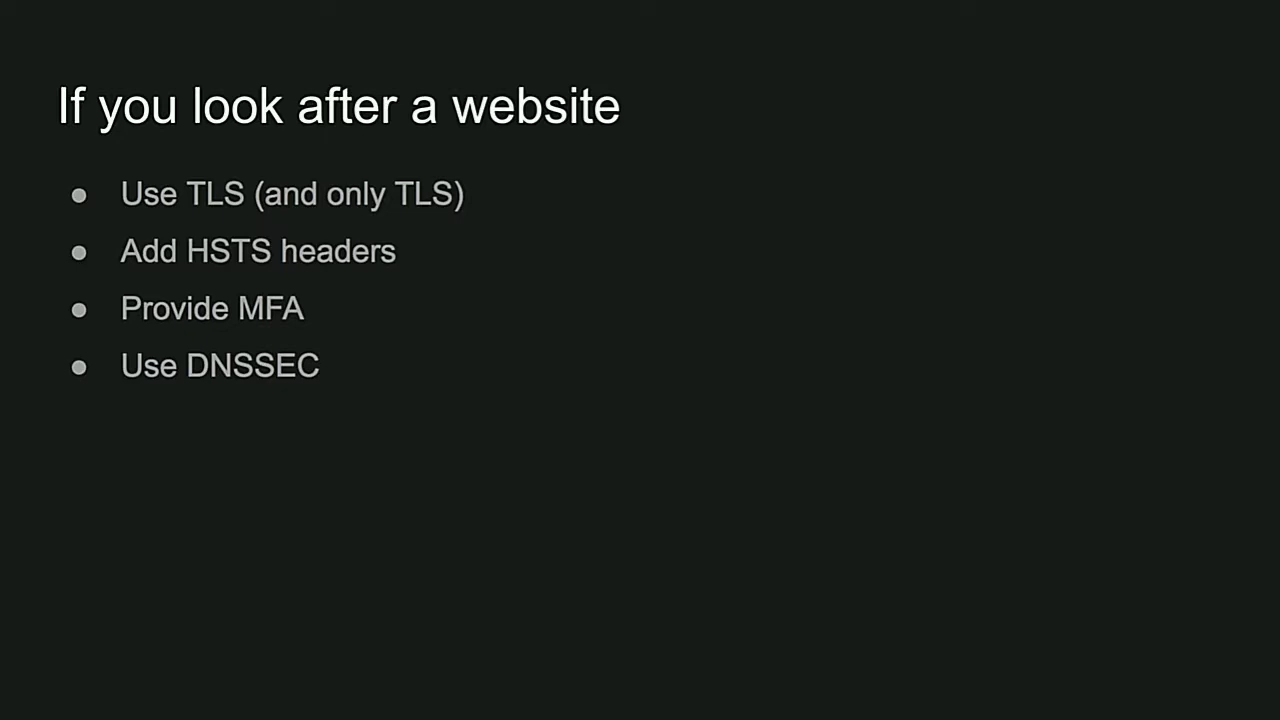 If you look after a website
● Use TLS (and only TLS)
● Add HSTS headers
● Provide MFA
● Use DNSSEC